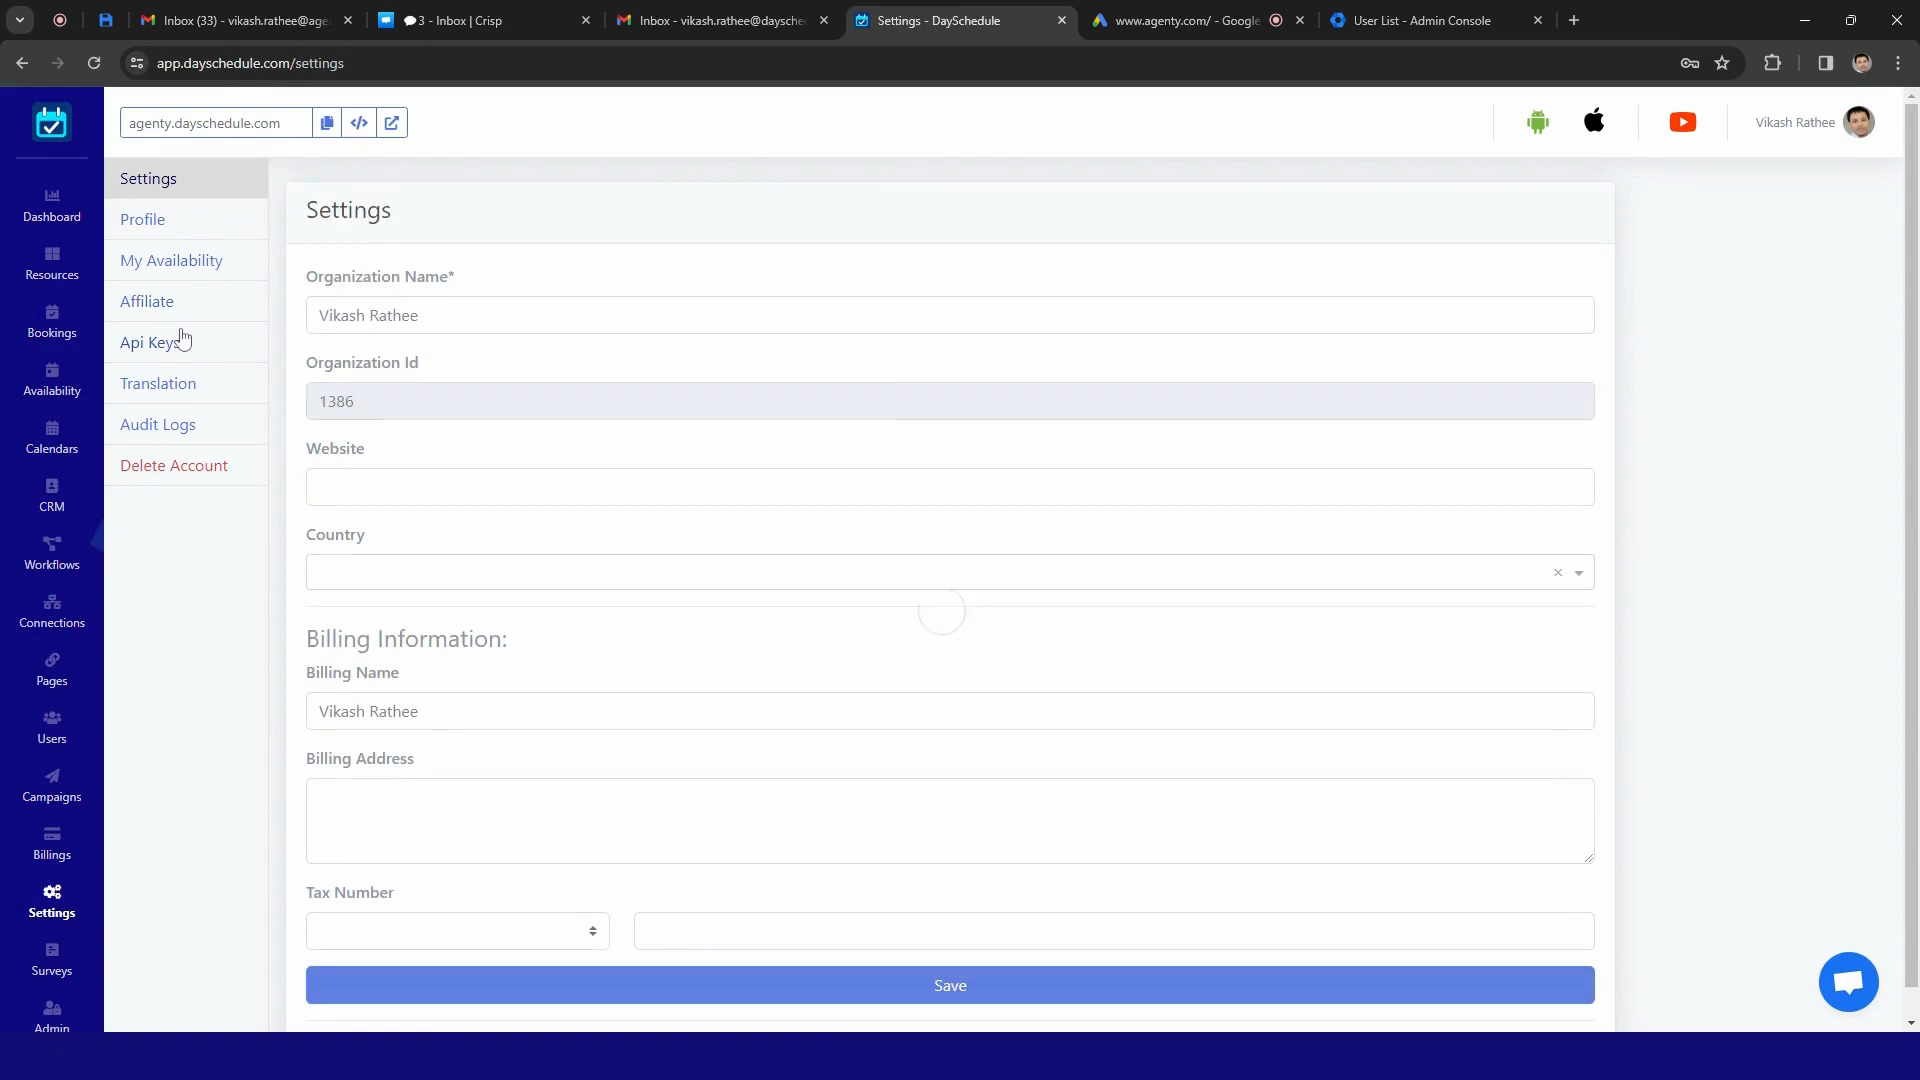 Inbox (33) - vikash.rathee@age
3 - Inbox | Crisp
Inbox - vikash.rathee@daysche
Settings - DaySchedule
www.agenty.com/ - Google
User List - Admin Console
app.dayschedule.com/settings
agenty.dayschedule.com
Vikash Rathee
Dashboard
Resources
Bookings
Availability
Calendars
CRM
Workflows
Connections
Pages
Users
Campaigns
Billings
Settings
Surveys
Admin
Settings
Profile
My Availability
Affiliate
Api Keys
Translation
Audit Logs
Delete Account
Settings
Organization Name*
Vikash Rathee
Organization Id
1386
Website
Country
Billing Information:
Billing Name
Vikash Rathee
Billing Address
Tax Number
Save